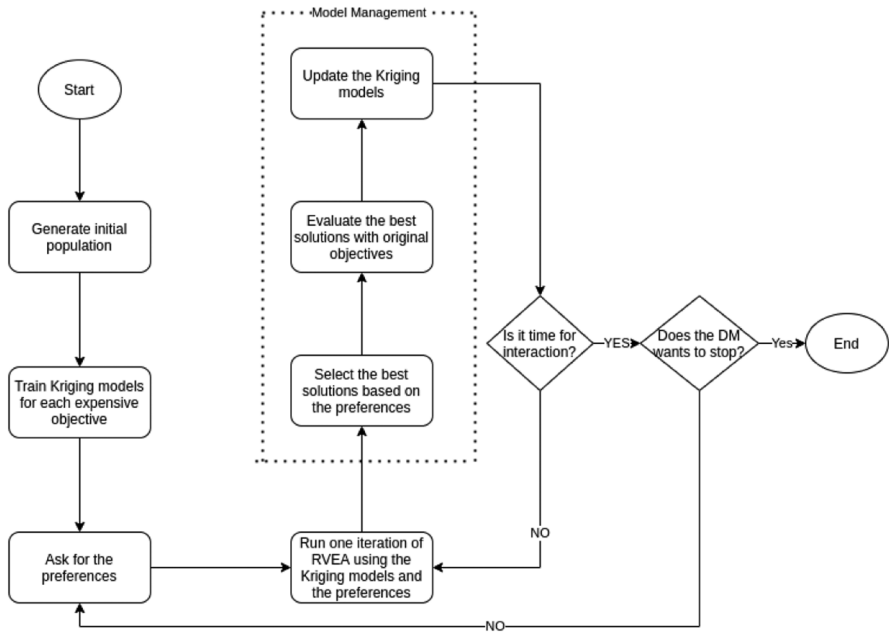 Model Management
Start
Generate initial
population
Train Kriging models
for each expensive
objective
Ask for the
preferences
Update the Kriging
models
Evaluate the best
solutions with original
objectives
Select the best
solutions based on
the preferences
Run one iteration of
RVEA using the
Kriging models and
the preferences
Is it time for
interaction?
YES
Does the DM
wants to stop?
Yes
End
NO
NO